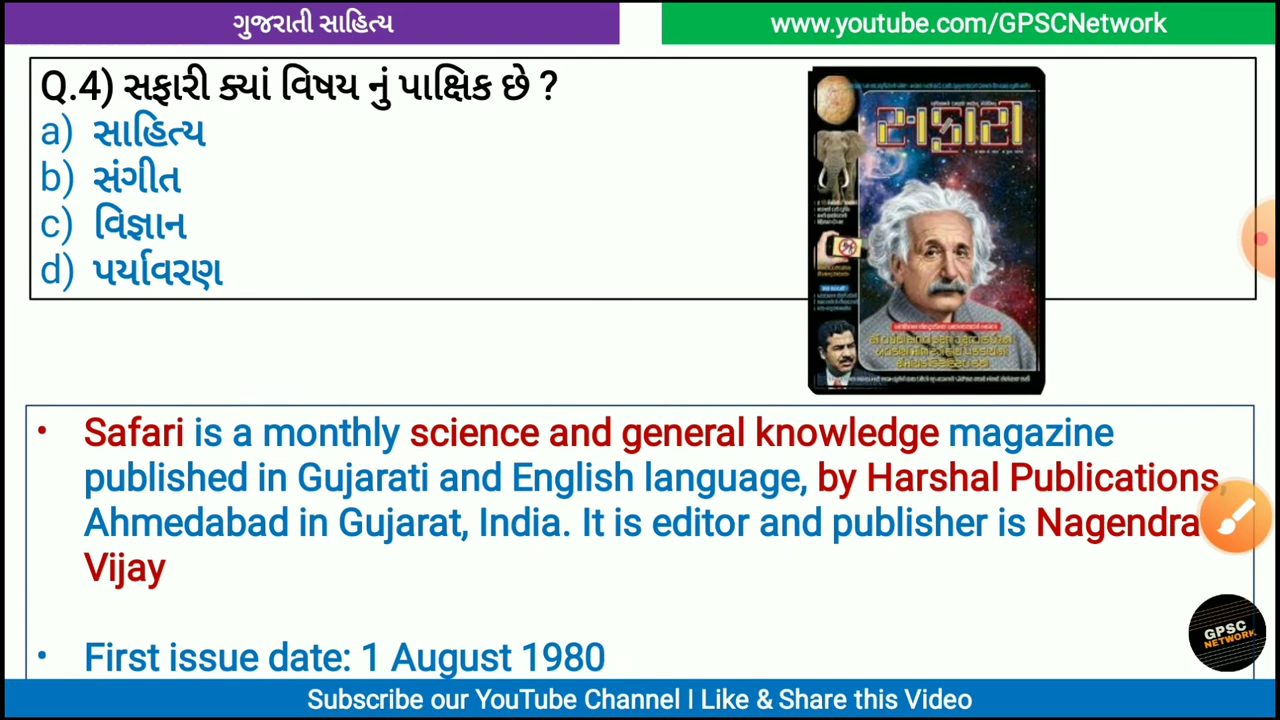 ગુજરાતી સાહિત્ય
www.youtube.com/GPSCNetwork
Q.4) સફારી ક્યાં વિષય નું પાક્ષિક છે ?
a) સાહિત્ય
b) સંગીત
c) વિજ્ઞાન
d) પર્યાવરણ
સફારી
• Safari is a monthly science and general knowledge magazine
published in Gujarati and English language, by Harshal Publications,
Ahmedabad in Gujarat, India. It is editor and publisher is Nagendra
Vijay
• First issue date: 1 August 1980
GPSC
NETWORK
Subscribe our YouTube Channel I Like & Share this Video